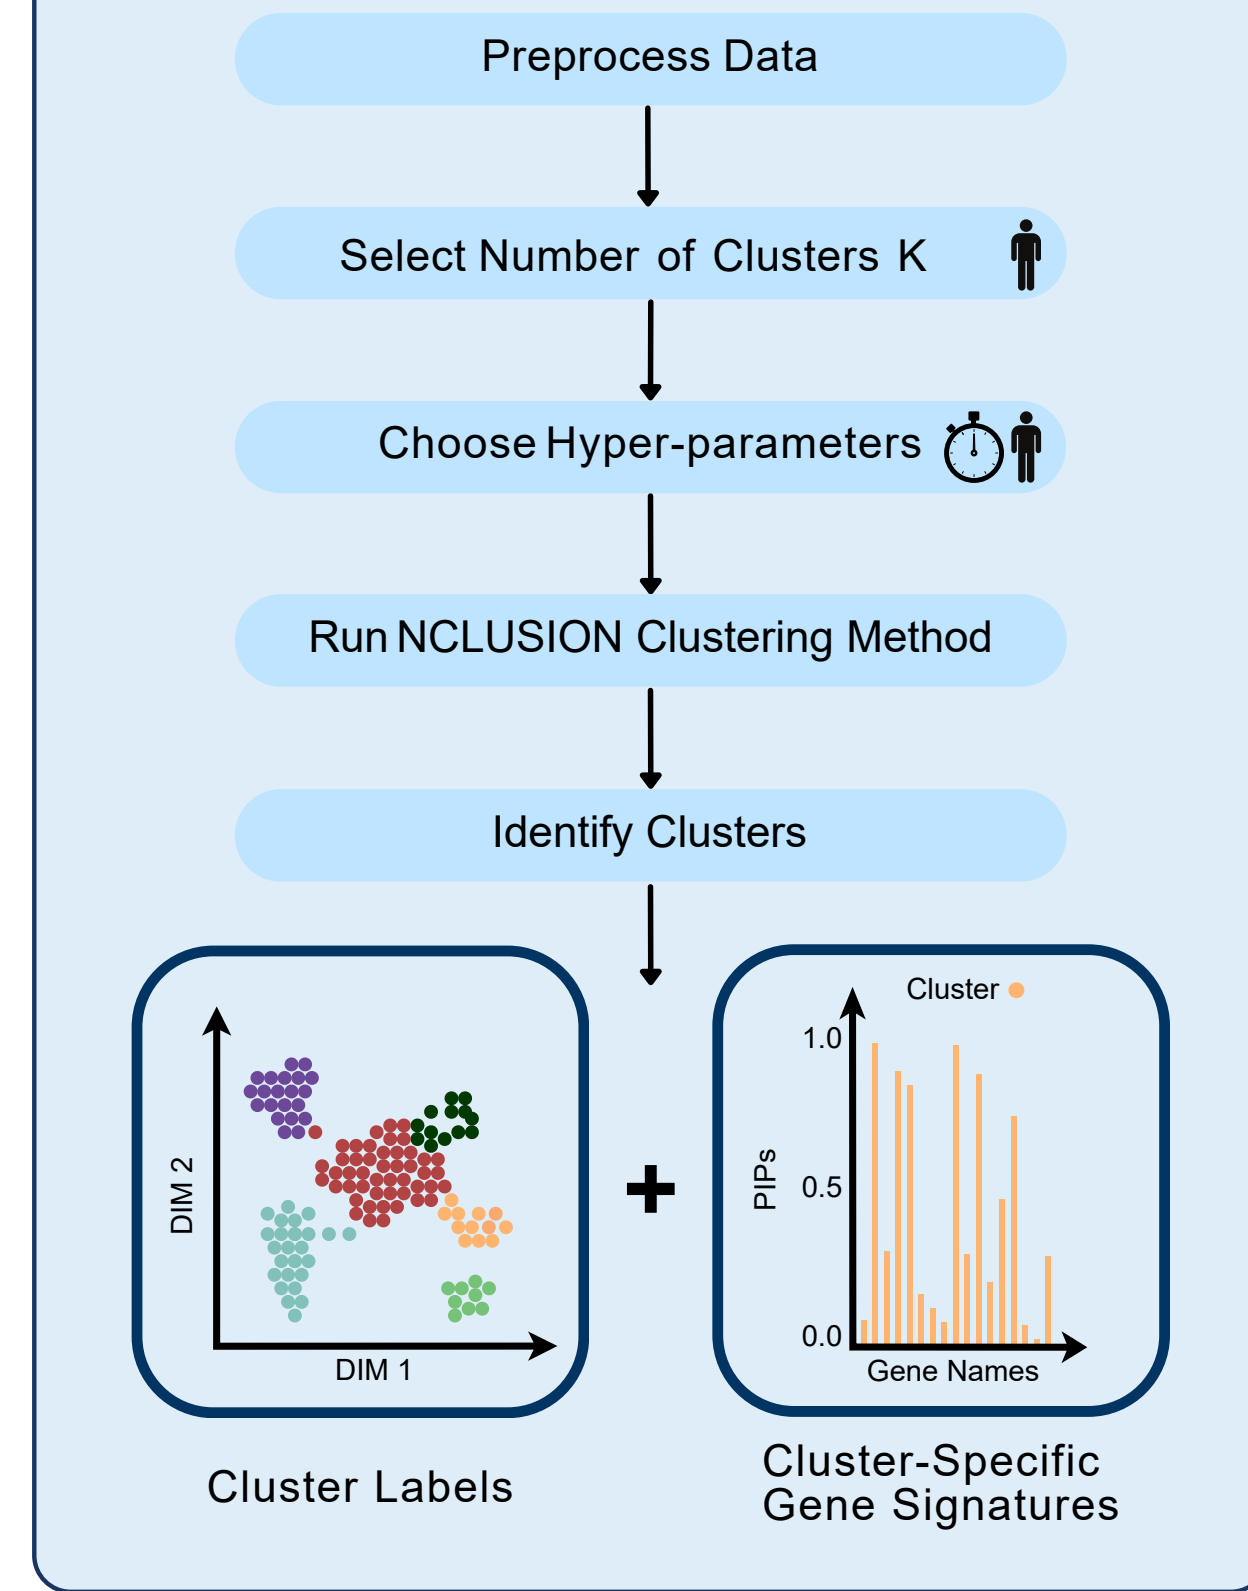 Preprocess Data
Select Number of Clusters K
Choose Hyper-parameters
Run NCLUSION Clustering Method
Identify Clusters
DIM 2
DIM 1
Cluster Labels
Cluster
1.0
0.5
0.0
PIPs
Gene Names
Cluster-Specific
Gene Signatures